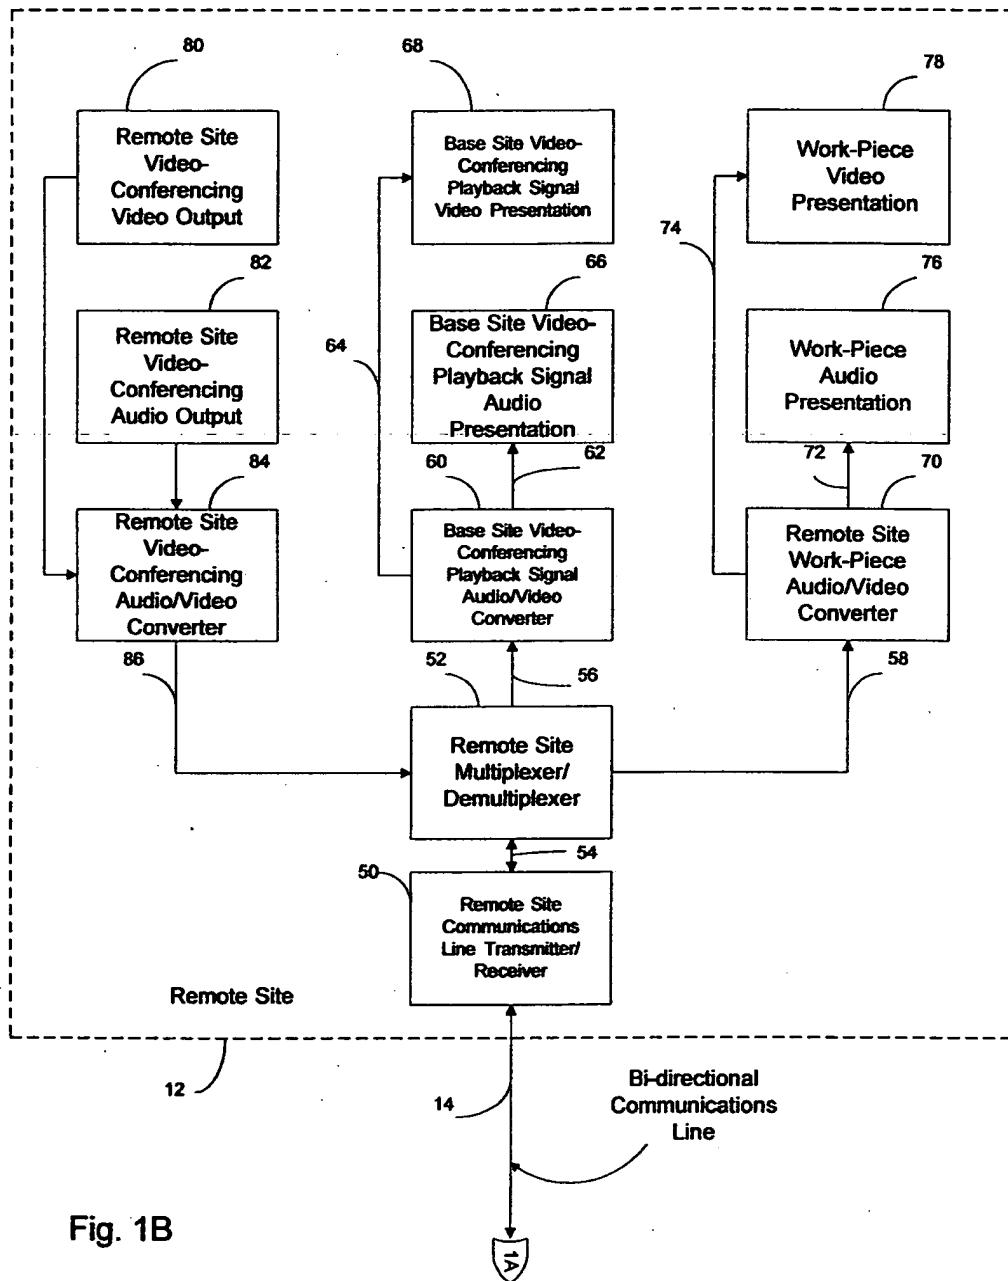 80
68
78
Remote Site
Video-
Conferencing
Video Output
Base Site Video-
Conferencing
Playback Signal
Video Presentation
Work-Piece
Video
Presentation
82
66
74
76
64
Remote Site
Video-
Conferencing
Audio Output
Base Site Video-
Conferencing
Playback Signal
Audio
Presentation
Work-Piece
Audio
Presentation
84
60
62
72
70
Remote Site
Video-
Conferencing
Audio/Video
Converter
Base Site Video-
Conferencing
Playback Signal
Audio/Video
Converter
Remote Site
Work-Piece
Audio/Video
Converter
86
52
56
58
Remote Site
Multiplexer/
Demultiplexer
54
50
Remote Site
Communications
Line Transmitter/
Receiver
Remote Site
12
14
Bi-directional
Communications
Line
Fig. 1B
1A